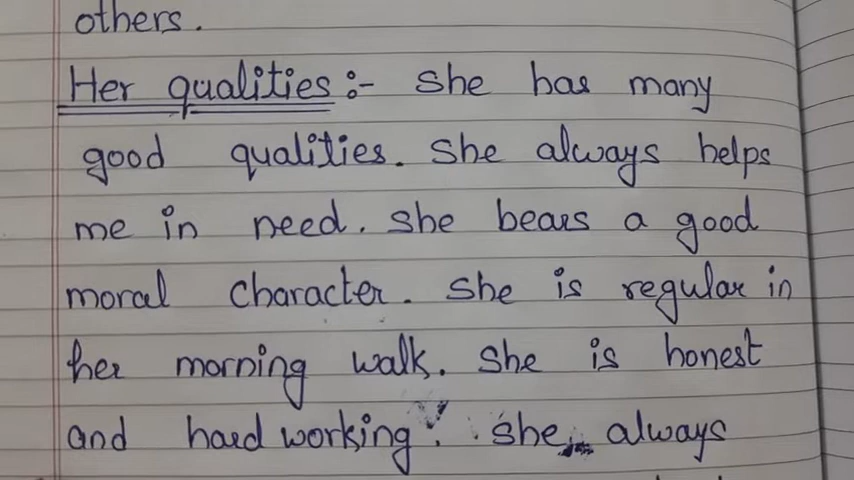 others.
Her qualities :- She has many
good qualities. She always helps
me in need. She bears a good
moral character. She is regular in
her morning walk. She is honest
and hard working. She always